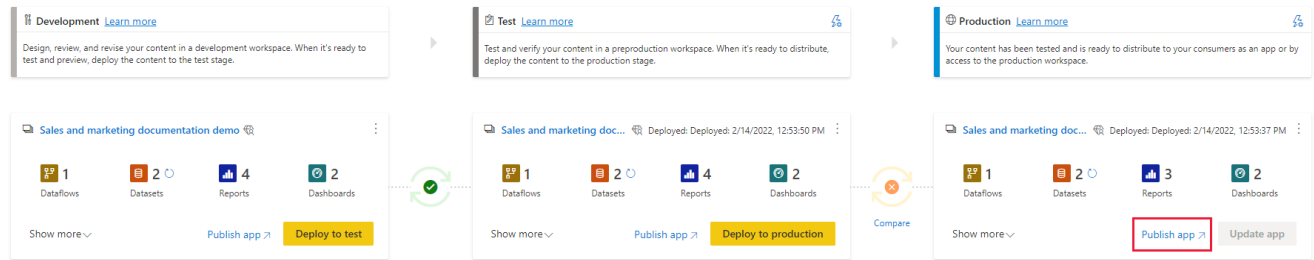 Development Learn more
Design, review, and revise your content in a development workspace. When it's ready to
test and preview, deploy the content to the test stage.
Test Learn more
Test and verify your content in a preproduction workspace. When it's ready to distribute,
deploy the content to the production stage.
Production Learn more
Your content has been tested and is ready to distribute to your consumers as an app or by
access to the production workspace.
Sales and marketing documentation demo
1
Dataflows
2
Datasets
4
Reports
2
Dashboards
Show more
Publish app
Deploy to test
Sales and marketing doc... Deployed: Deployed: 2/14/2022, 12:53:50 PM
1
Dataflows
2
Datasets
4
Reports
2
Dashboards
Show more
Publish app
Deploy to production
Compare
Sales and marketing doc... Deployed: Deployed: 2/14/2022, 12:53:37 PM
1
Dataflows
2
Datasets
3
Reports
2
Dashboards
Show more
Publish app
Update app